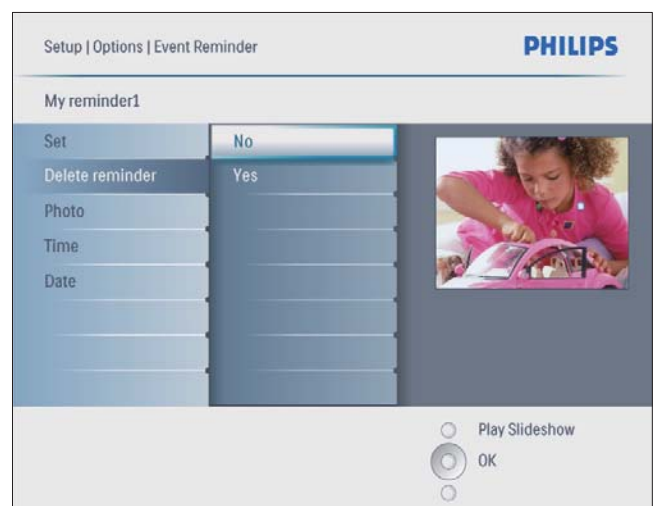 Setup | Options | Event Reminder
PHILIPS
My reminder1
Set
No
Delete reminder
Yes
Photo
Time
Date
Play Slideshow
OK